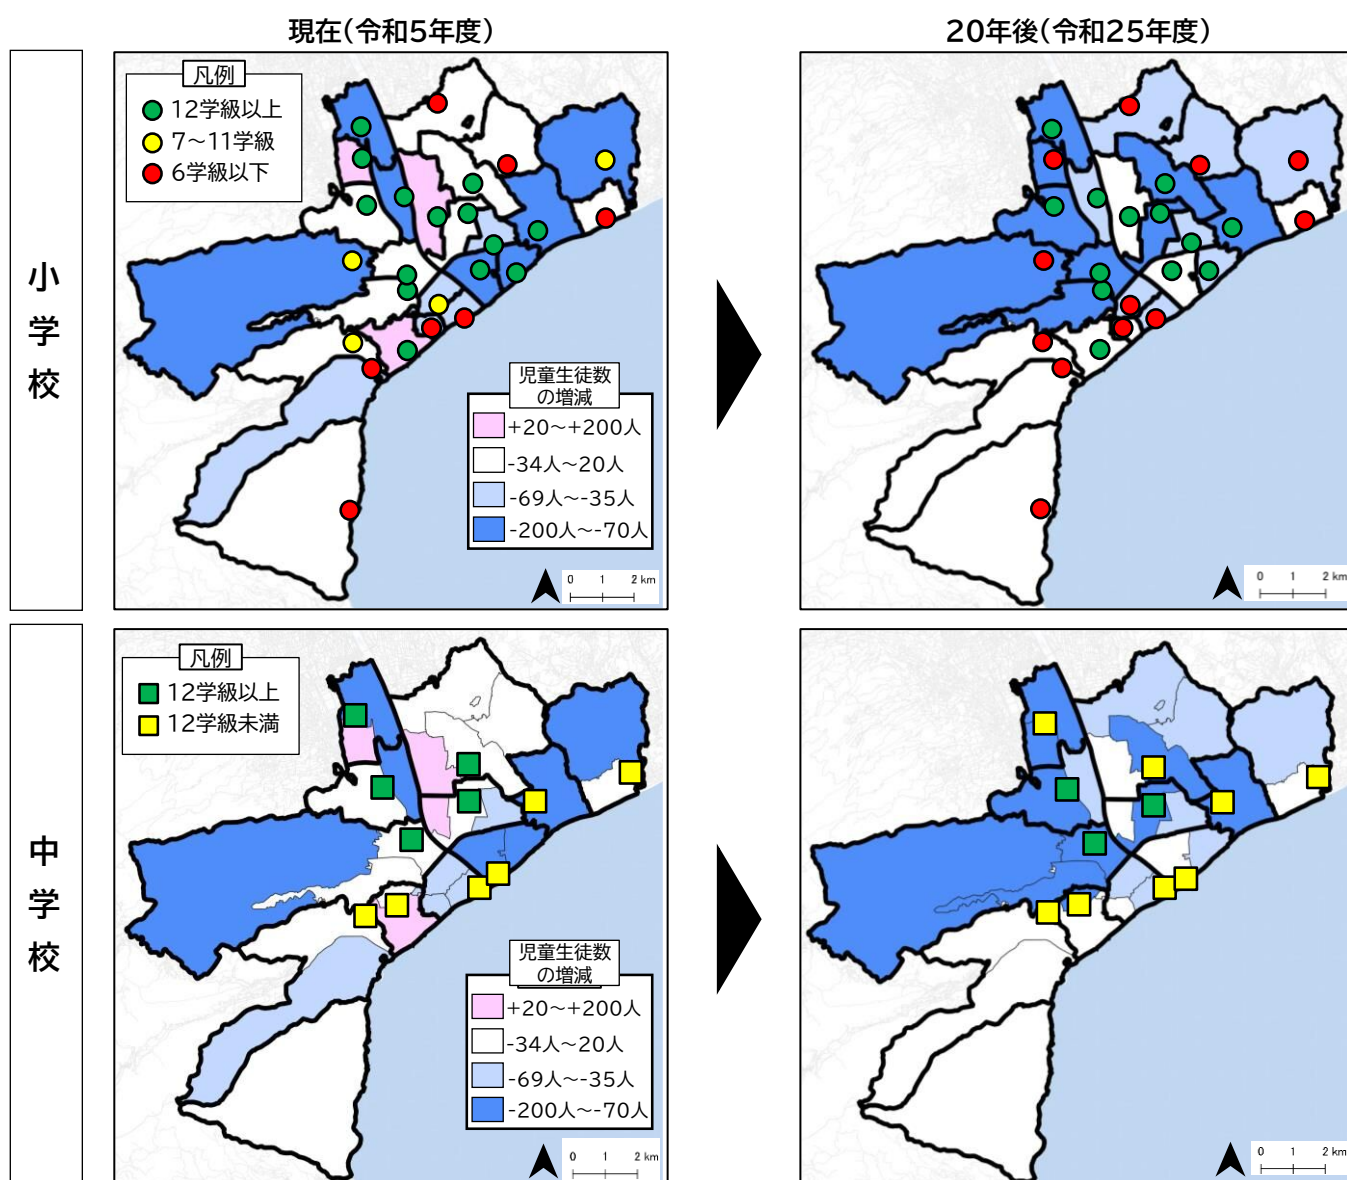 現在(令和5年度)
20年後(令和25年度)
小学校
凡例
12学級以上
7～11学級
6学級以下
児童生徒数
の増減
+20～+200人
-34人～20人
-69人～-35人
-200人～-70人
0 1 2 km
0 1 2 km
中学校
凡例
12学級以上
12学級未満
児童生徒数
の増減
+20～+200人
-34人～20人
-69人～-35人
-200人～-70人
0 1 2 km
0 1 2 km